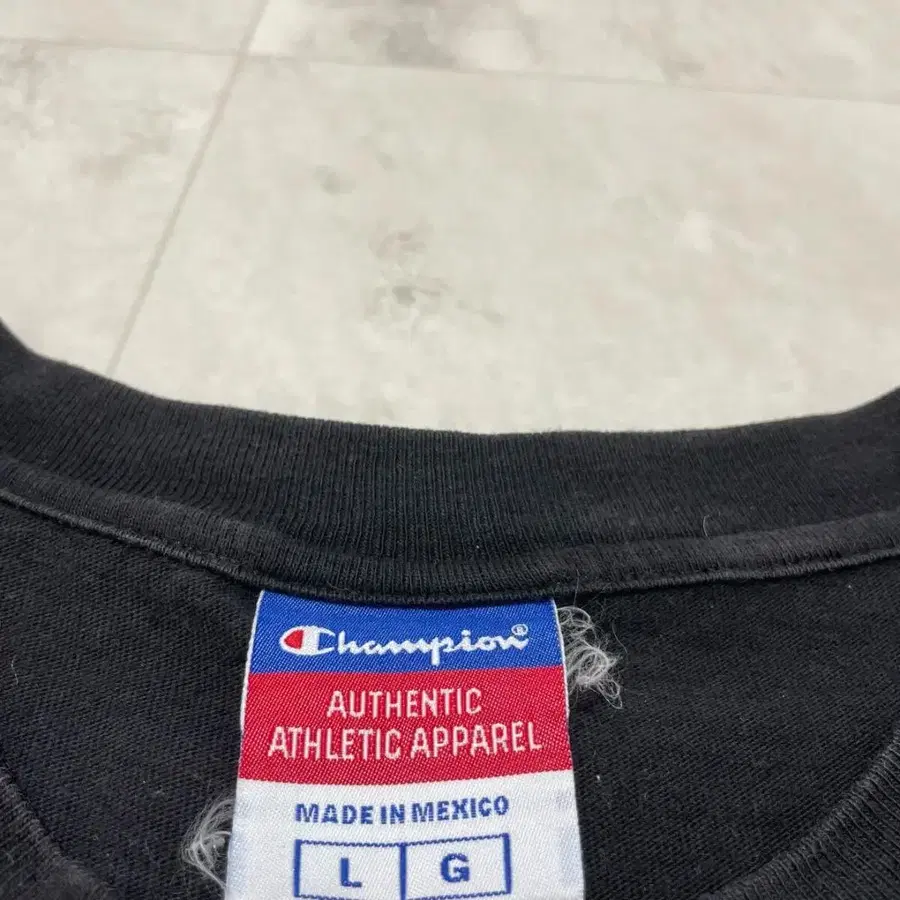 Champion®
AUTHENTIC
ATHLETIC APPAREL
MADE IN MEXICO
L G